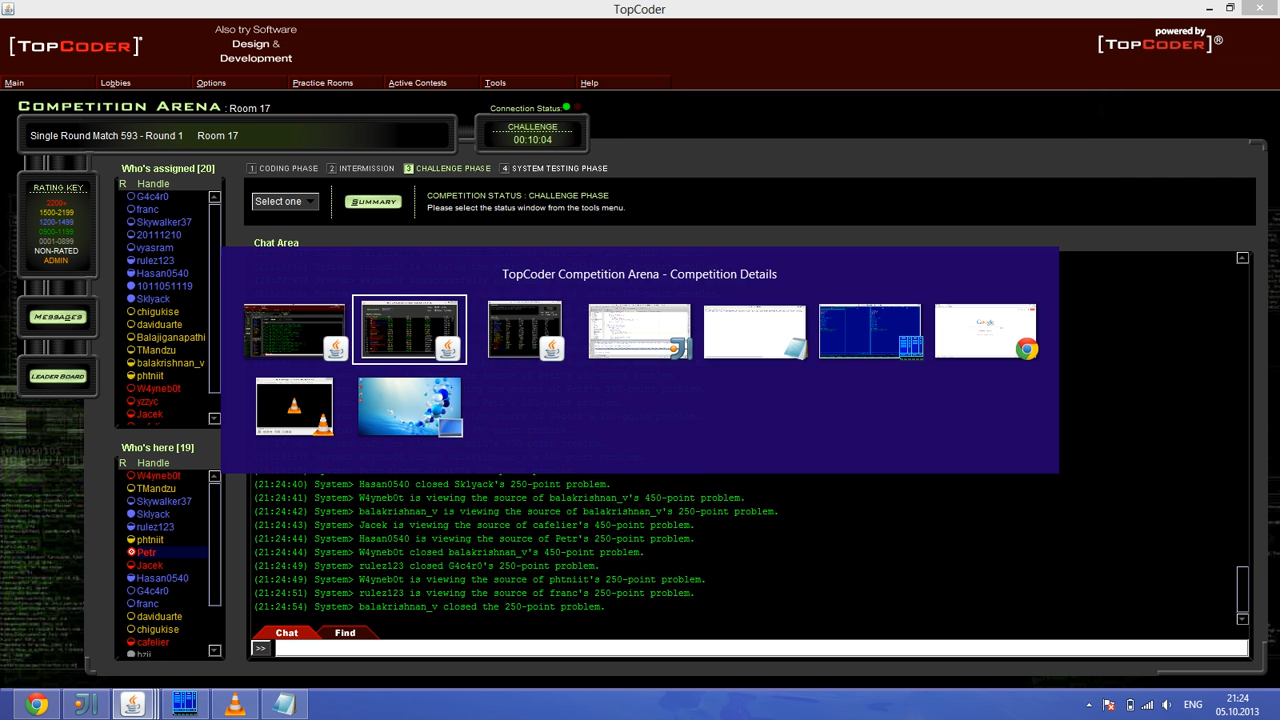 TopCoder
Also try Software
Design &
Development
[TOPCODER]®
powered by
[TOPCODER]®
Main Lobbies Options Practice Rooms Active Contests Tools Help
COMPETITION ARENA : Room 17
Connection Status:
Single Round Match 593 - Round 1 Room 17
CHALLENGE
00:10:04
RATING KEY
2200+
1500-2199
1200-1499
0900-1199
0001-0899
NON-RATED
ADMIN
MESSAGES
LEADER BOARD
Who's assigned [20]
R Handle
G4c4r0
franc
Skywalker37
20111210
vyasram
rulez123
Hasan0540
1011051119
Sklyack
chigukise
daviduarte
Balajiganapathi
TMandzu
balakrishnan_v
phtniit
W4yneb0t
yzzyc
Jacek
Who's here [19]
R Handle
W4yneb0t
TMandzu
Skywalker37
Sklyack
rulez123
phtniit
Petr
Jacek
Hasan0540
G4c4r0
franc
daviduarte
chigukise
cafelier
bzii
1 CODING PHASE 2 INTERMISSION 3 CHALLENGE PHASE 4 SYSTEM TESTING PHASE
Select one
SUMMARY
COMPETITION STATUS : CHALLENGE PHASE
Please select the status window from the tools menu.
Chat Area
TopCoder Competition Arena - Competition Details
Google
(21:24:40) System> Hasan0540 closed Sklyack's 250-point problem.
(21:24:41) System> W4yneb0t is viewing the source of balakrishnan_v's 450-point problem.
(21:24:42) System> balakrishnan_v is viewing the source of balakrishnan_v's 250-point problem.
(21:24:43) System> Jacek is viewing the source of cafelier's 450-point problem.
(21:24:44) System> Hasan0540 is viewing the source of Petr's 250-point problem.
(21:24:44) System> W4yneb0t closed balakrishnan_v's 450-point problem.
(21:24:49) System> rulez123 closed G4c4r0's 250-point problem.
(21:24:49) System> W4yneb0t is viewing the source of phtniit's 250-point problem.
(21:24:51) System> rulez123 is viewing the source of franc's 250-point problem.
(21:24:54) System> balakrishnan_v closed the 250-point problem.
Chat Find
>>
ENG
21:24
05.10.2013